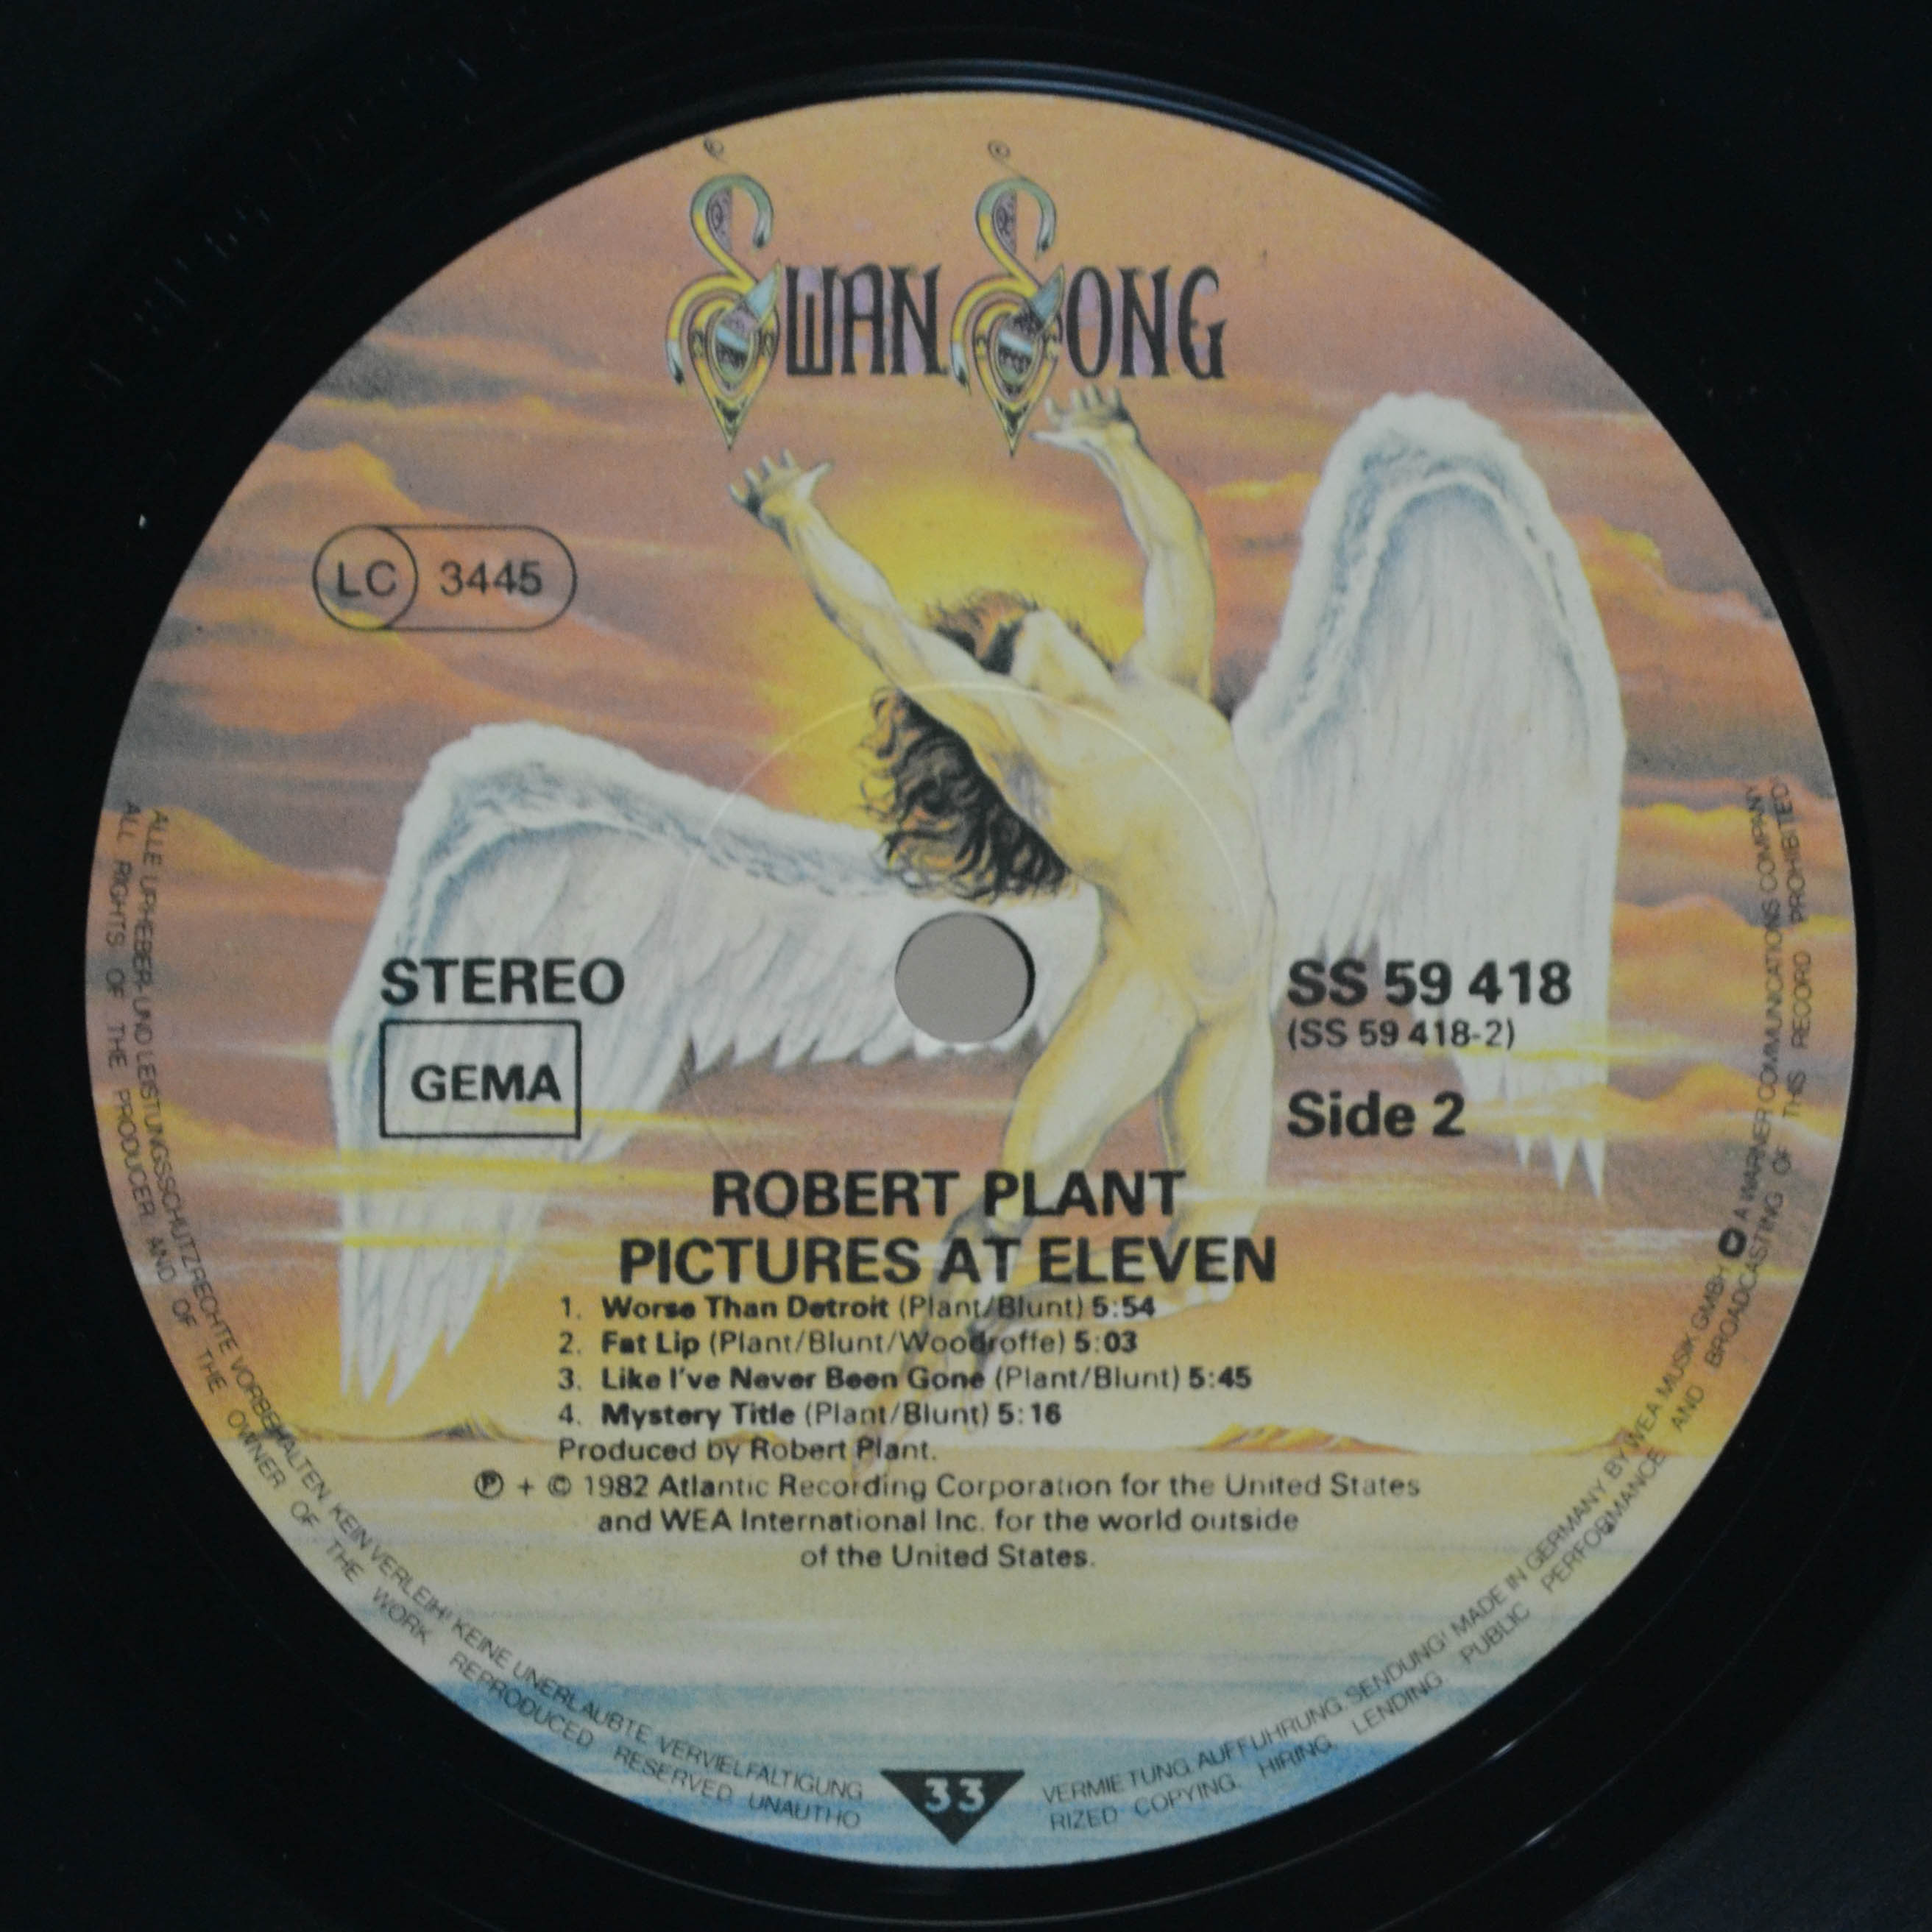 SWAN SONG
LC 3445
STEREO
GEMA
SS 59 418
(SS 59 418-2)
Side 2
ROBERT PLANT
PICTURES AT ELEVEN
1. Worse Than Detroit (Plant/Blunt) 5:54
2. Fat Lip (Plant/Blunt/Woodroffe) 5:03
3. Like I've Never Been Gone (Plant/Blunt) 5:45
4. Mystery Title (Plant/Blunt) 5:16
Produced by Robert Plant.
℗ + © 1982 Atlantic Recording Corporation for the United States
and WEA International Inc. for the world outside
of the United States.
ALLE URHEBER- UND LEISTUNGSSCHUTZRECHTE VORBEHALTEN KEIN VERLEIH! KEINE UNERLAUBTE VERVIELFALTIGUNG VERMIETUNG, AUFFUHRUNG, SENDUNG! MADE IN GERMANY BY WEA MUSIK GMBH A WARNER COMMUNICATIONS COMPANY
ALL RIGHTS OF THE PRODUCER AND OF THE OWNER OF THE WORK REPRODUCED RESERVED UNAUTHORIZED COPYING, HIRING, LENDING PUBLIC PERFORMANCE AND BROADCASTING OF THIS RECORD PROHIBITED
33